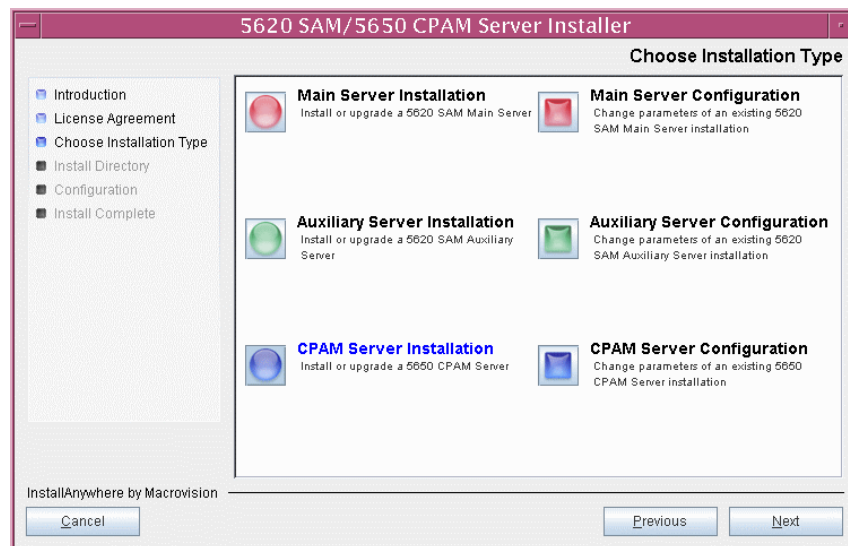 5620 SAM/5650 CPAM Server Installer
Choose Installation Type
Introduction
License Agreement
Choose Installation Type
Install Directory
Configuration
Install Complete
Main Server Installation
Install or upgrade a 5620 SAM Main Server
Main Server Configuration
Change parameters of an existing 5620
SAM Main Server installation
Auxiliary Server Installation
Install or upgrade a 5620 SAM Auxiliary
Server
Auxiliary Server Configuration
Change parameters of an existing 5620
SAM Auxiliary Server installation
CPAM Server Installation
Install or upgrade a 5650 CPAM Server
CPAM Server Configuration
Change parameters of an existing 5650
CPAM Server installation
InstallAnywhere by Macrovision
Cancel
Previous
Next